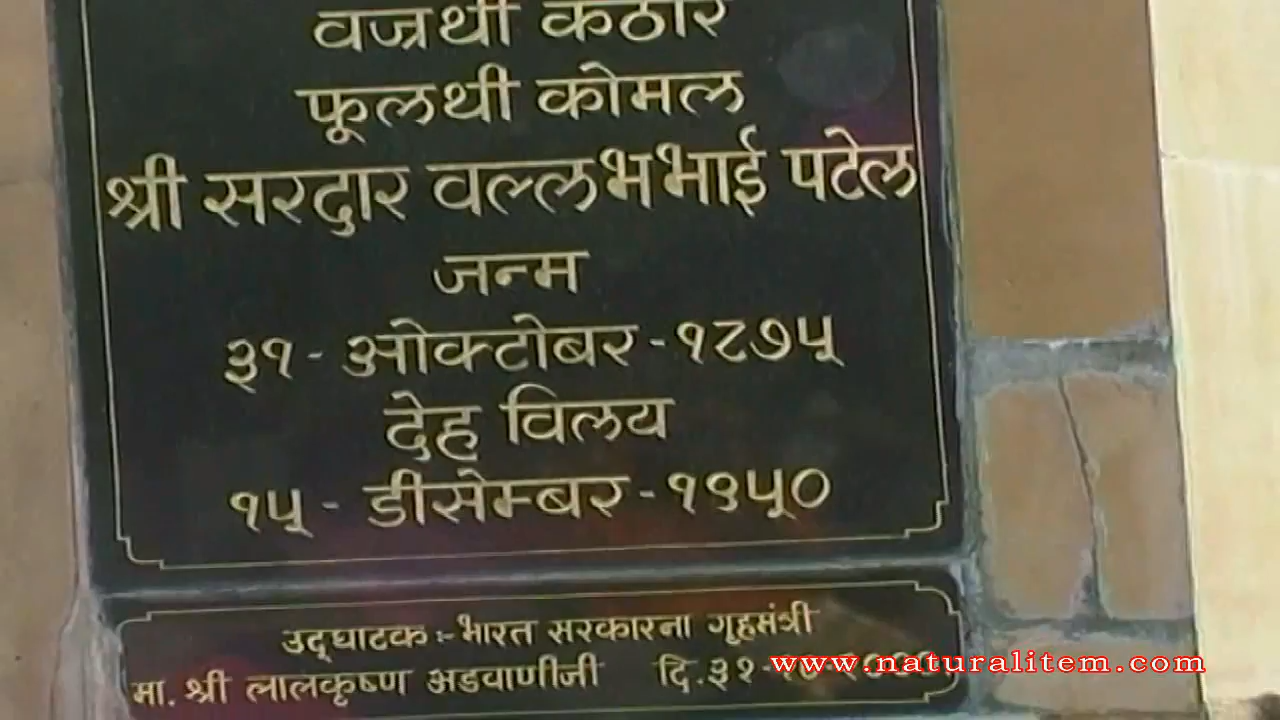 वज्रथी कठोर
फूलथी कोमल
श्री सरदार वल्लभभाई पटेल
जन्म
३१ - ओक्टोबर - १८७५
देह विलय
१५ - डीसेम्बर - १९५०
उद्घाटक :- भारत सरकारना गृहमंत्री
मा. श्री लालकृष्ण अडवाणीजी दि. ३१
www.naturalitem.com